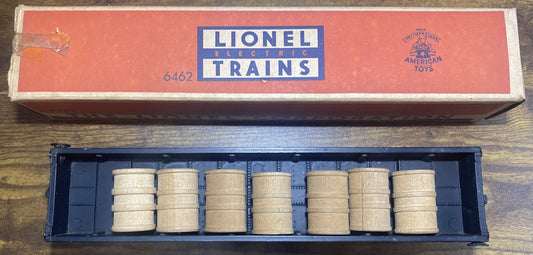 LIONEL
ELECTRIC
TRAINS
6462
AMERICAN
TOYS